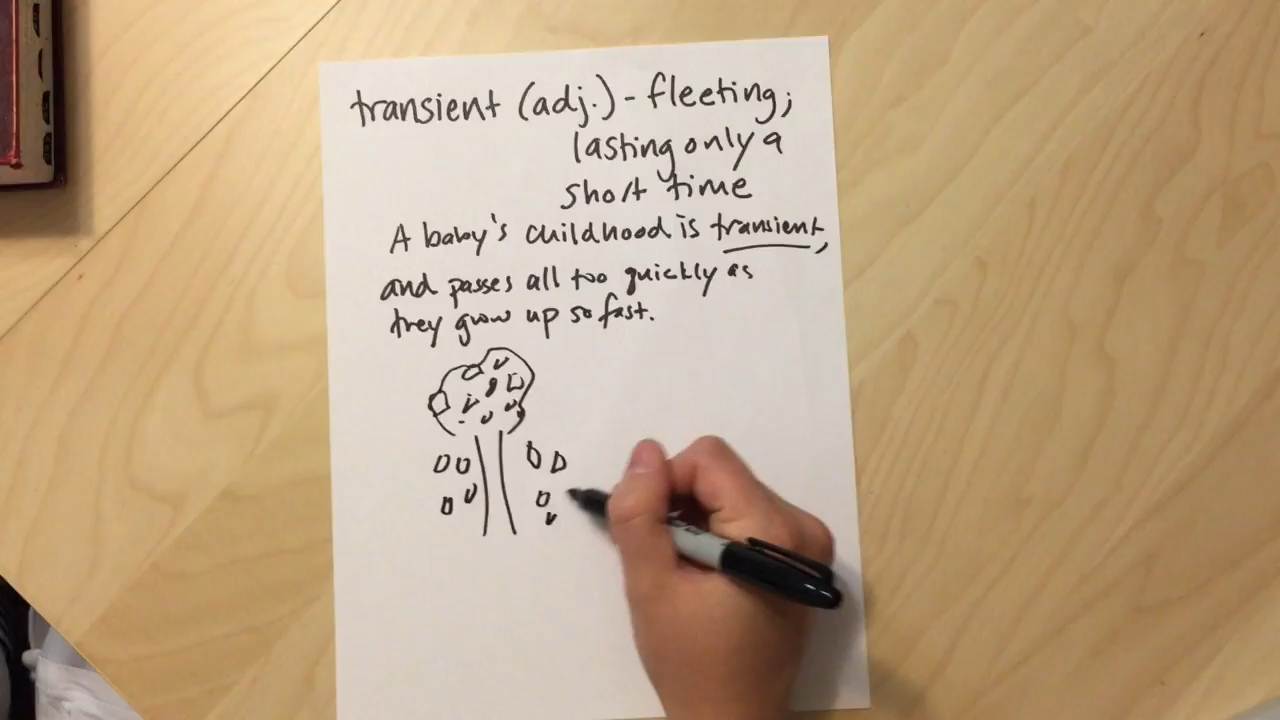 transient (adj.) - fleeting;
lasting only a
short time
A baby's childhood is transient,
and passes all too quickly as
they grow up so fast.